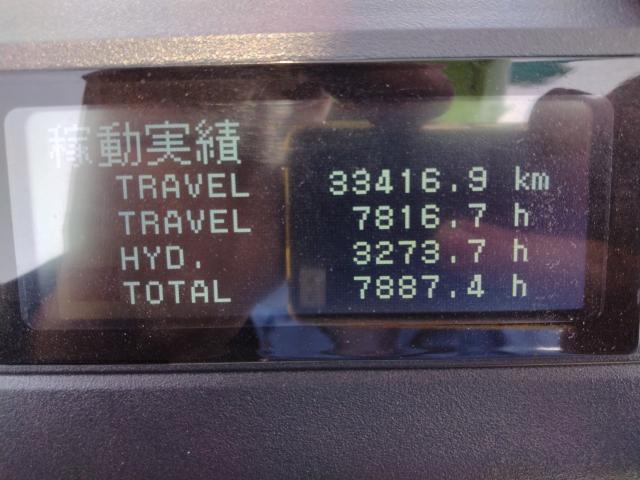 稼動実績
TRAVEL 33416.9 km
TRAVEL 7816.7 h
HYD. 3273.7 h
TOTAL 7887.4 h